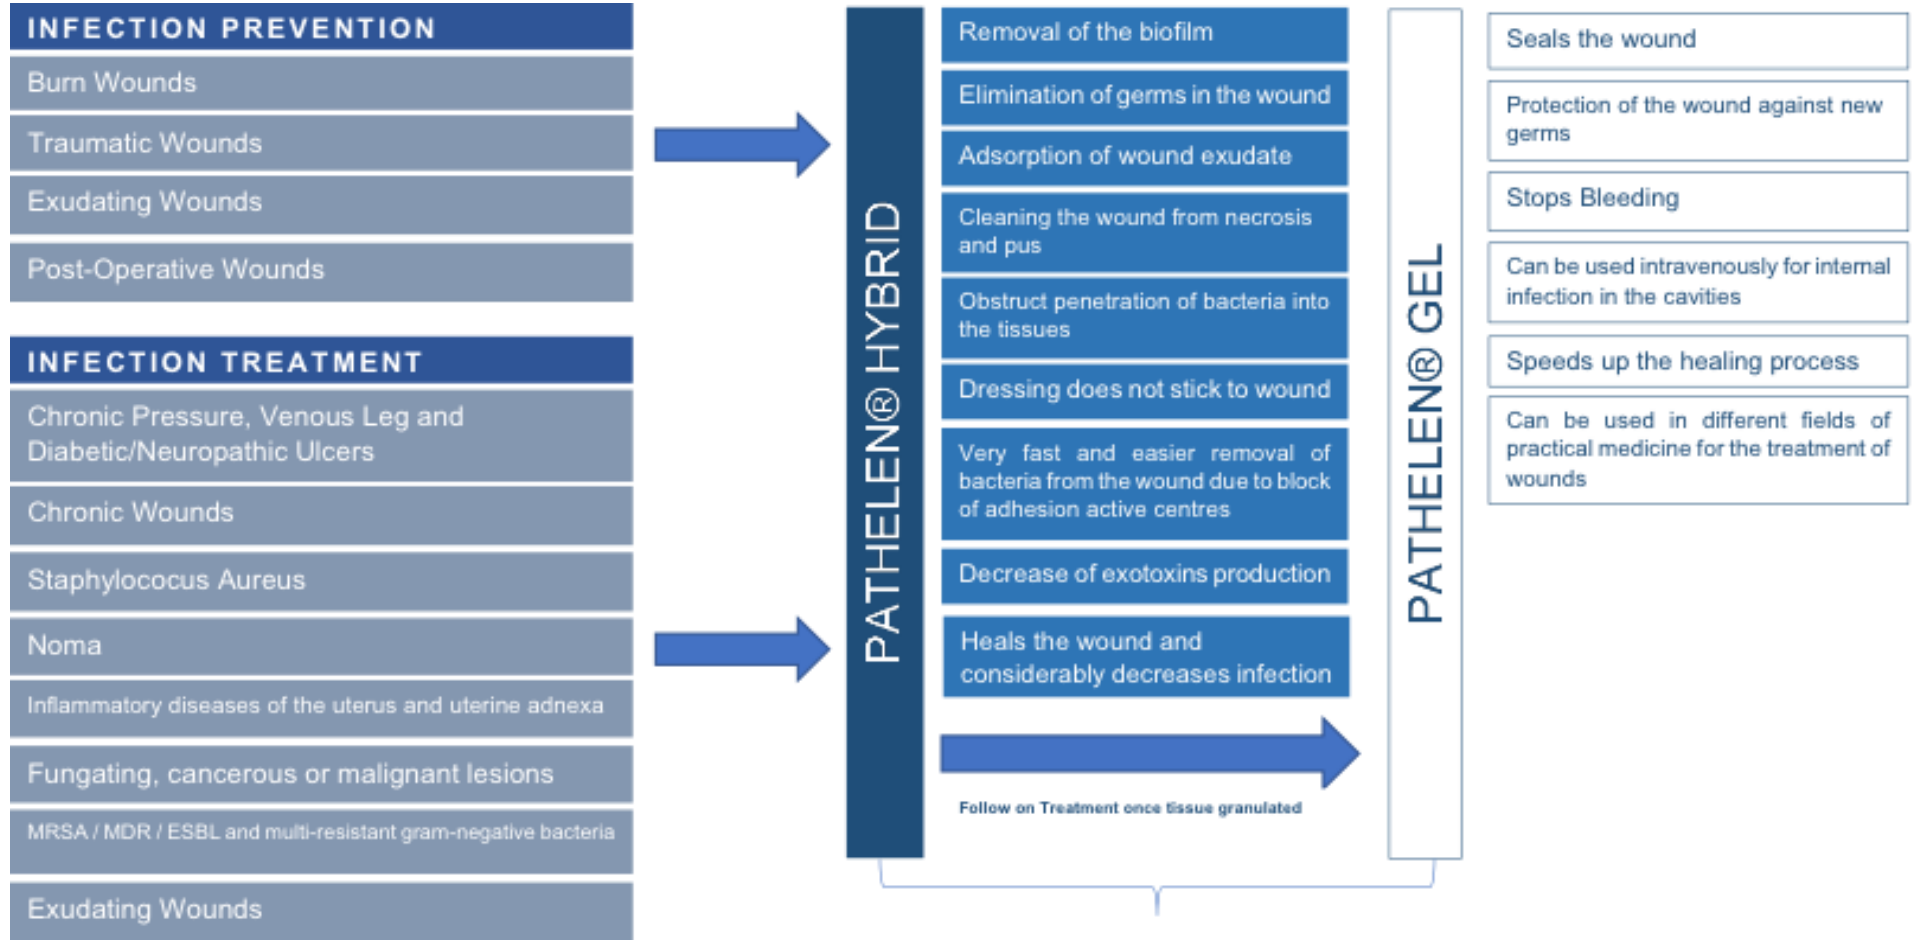 INFECTION PREVENTION
Burn Wounds
Traumatic Wounds
Exudating Wounds
Post-Operative Wounds
INFECTION TREATMENT
Chronic Pressure, Venous Leg and
Diabetic/Neuropathic Ulcers
Chronic Wounds
Staphylococus Aureus
Noma
Inflammatory diseases of the uterus and uterine adnexa
Fungating, cancerous or malignant lesions
MRSA / MDR / ESBL and multi-resistant gram-negative bacteria
Exudating Wounds
PATHELEN® HYBRID
Removal of the biofilm
Elimination of germs in the wound
Adsorption of wound exudate
Cleaning the wound from necrosis
and pus
Obstruct penetration of bacteria into
the tissues
Dressing does not stick to wound
Very fast and easier removal of
bacteria from the wound due to block
of adhesion active centres
Decrease of exotoxins production
Heals the wound and
considerably decreases infection
Follow on Treatment once tissue granulated
PATHELEN® GEL
Seals the wound
Protection of the wound against new
germs
Stops Bleeding
Can be used intravenously for internal
infection in the cavities
Speeds up the healing process
Can be used in different fields of
practical medicine for the treatment of
wounds